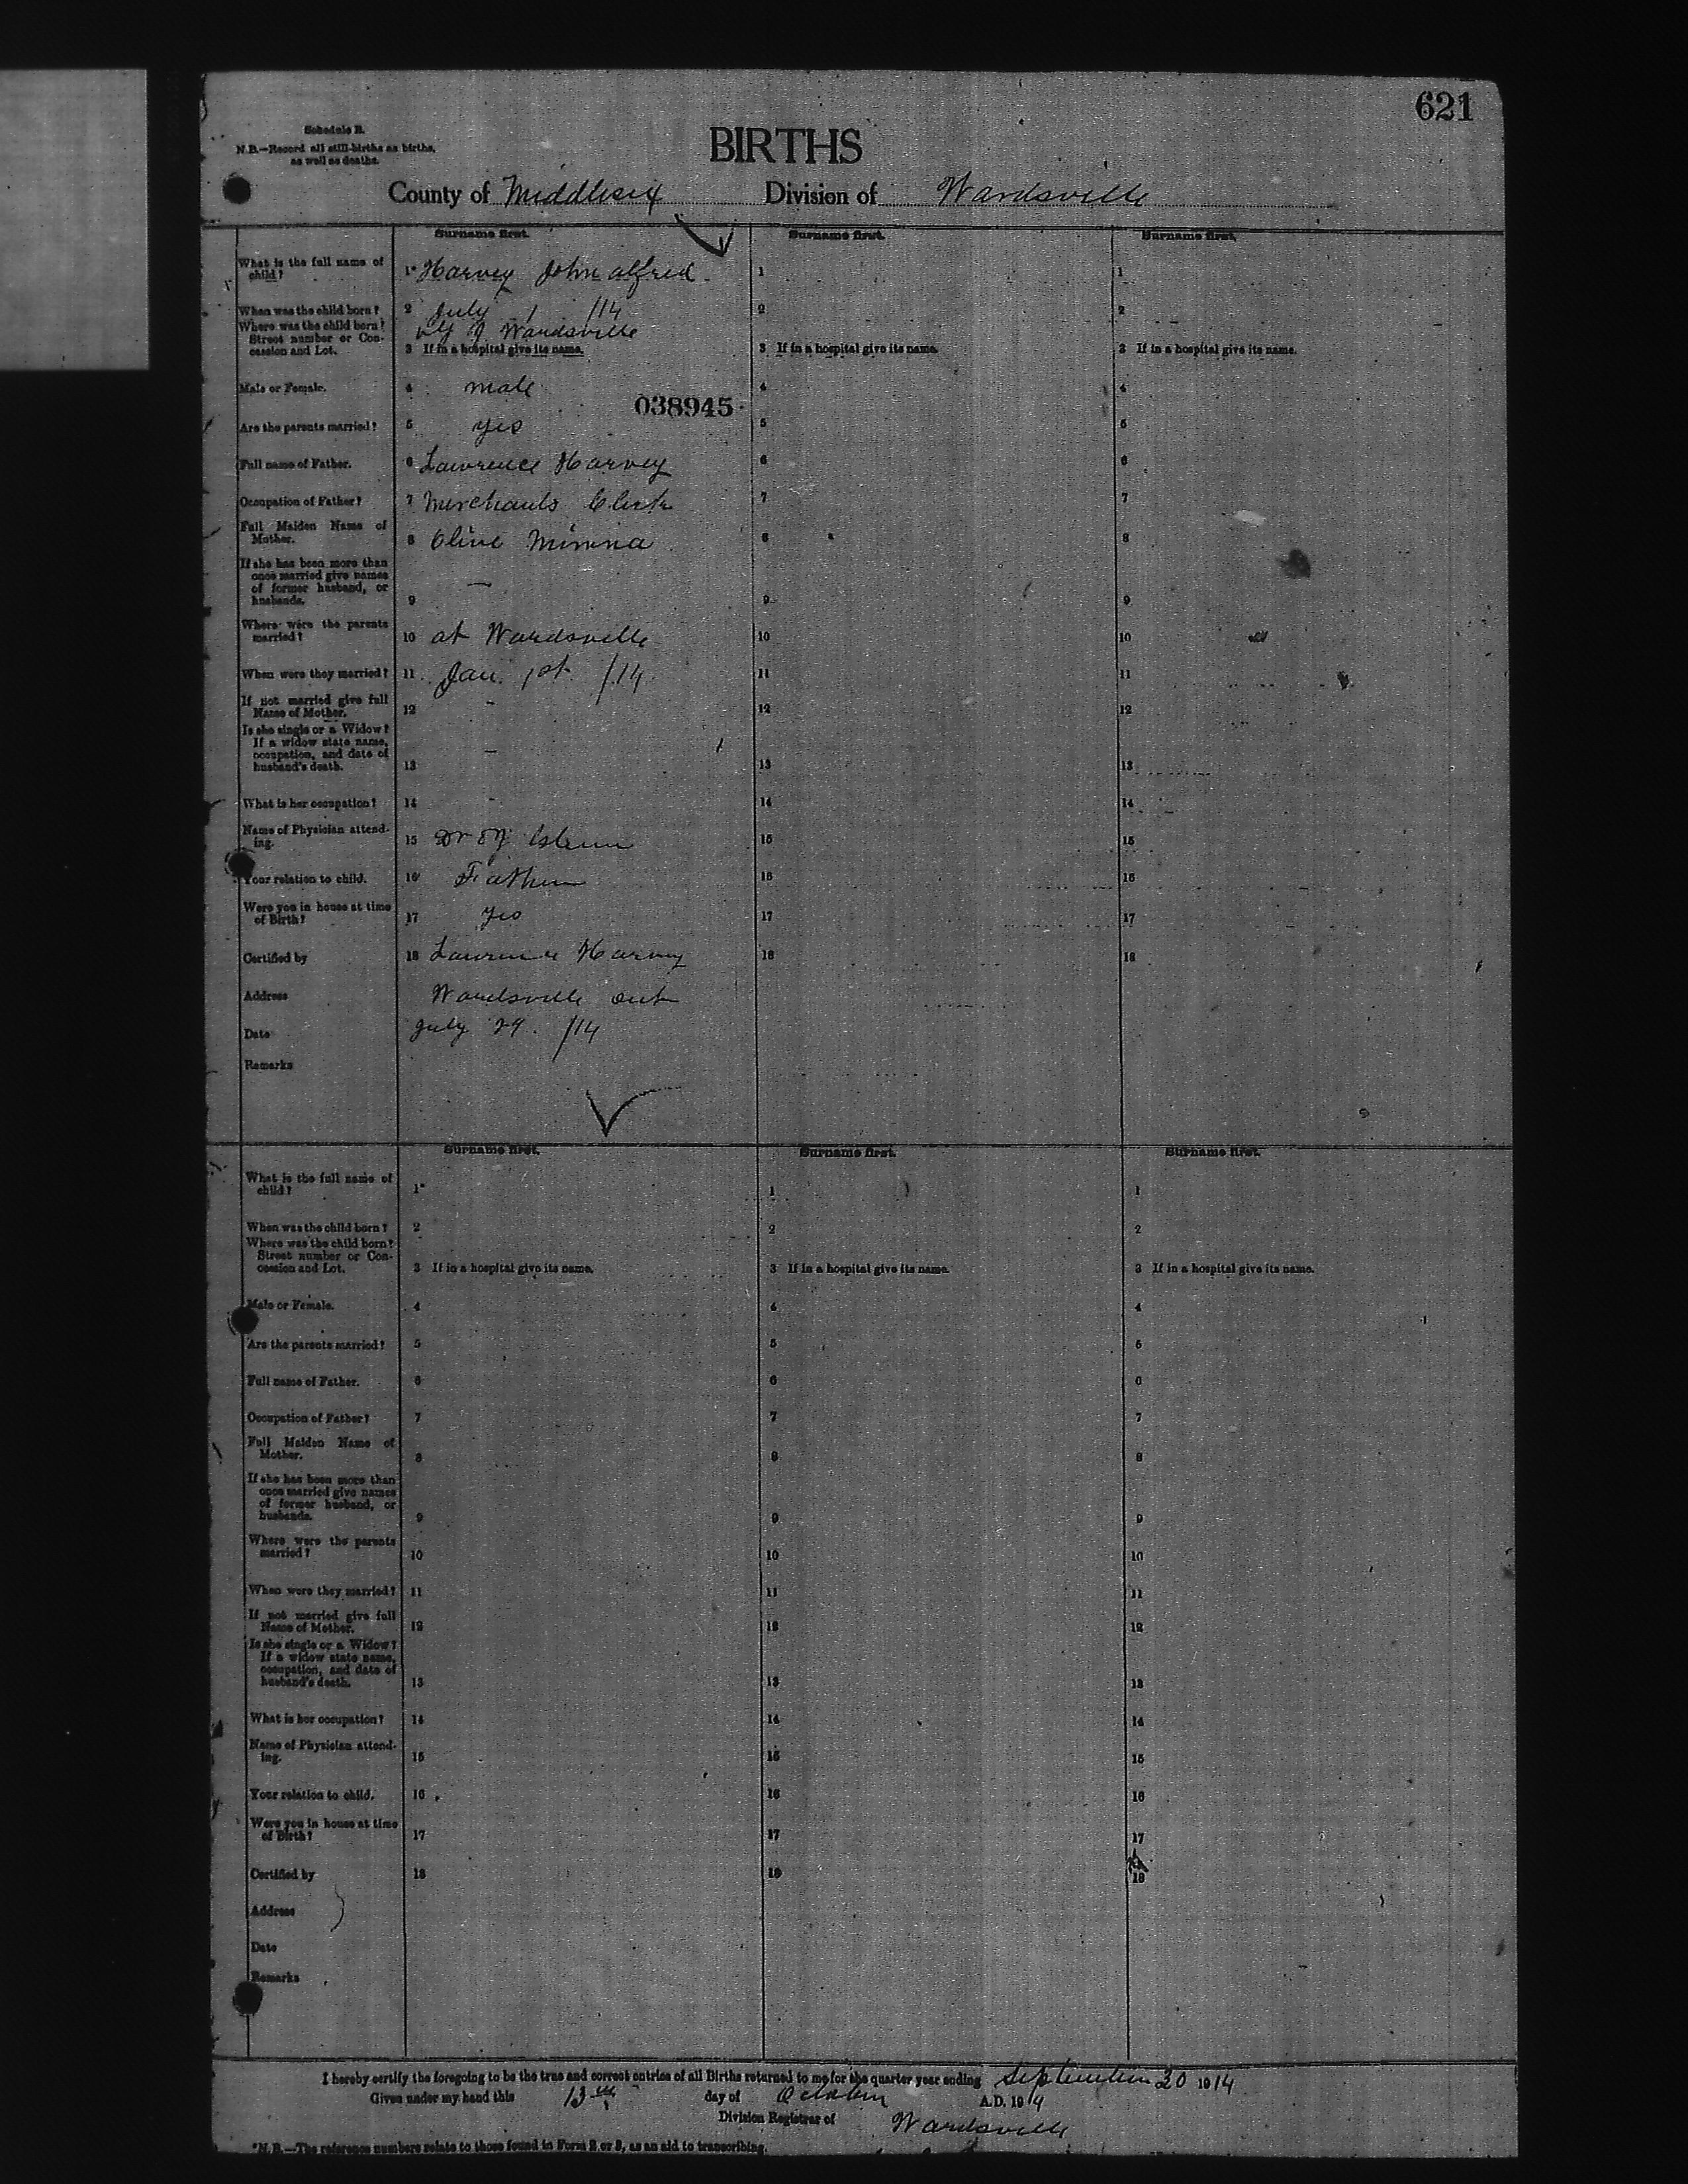 621
Schedule B.
N.B.—Record all still-births as births,
as well as deaths.
BIRTHS
County of Middlesex Division of Wardsville
Surname first. Surname first. Surname first.
What is the full name of
child? 1* Harvey John Alfred. 1 1
When was the child born? 2 July 1 /14 2 2
Where was the child born? Vlg of Wardsville
Street number or Con-
cession and Lot. 3 If in a hospital give its name. 3 If in a hospital give its name. 3 If in a hospital give its name.
Male or Female. 4 male 4 4
038945
Are the parents married? 5 yes 5 5
Full name of Father. 6 Lawrence Harvey 6 6
Occupation of Father? 7 Merchants Clerk 7 7
Full Maiden Name of
Mother. 8 Olive Minna 8 8
If she has been more than
once married give names
of former husband, or —
husbands. 9 9 9
Where were the parents
married? 10 at Wardsville 10 10
When were they married? 11 Jan. 1st /14. 11 11
If not married give full
Name of Mother. 12 - 12 12
Is she single or a Widow?
If a widow state name,
occupation, and date of —
husband's death. 13 13 13
What is her occupation? 14 - 14 14
Name of Physician attend-
ing. 15 Dr 15 15
Your relation to child. 16 Father 16 16
Were you in house at time
of Birth? 17 yes 17 17
Certified by 18 Lawrence Harvey 18 18
Address Wardsville Ont
Date July 29. /14
Remarks
Surname first. Surname first. Surname first.
What is the full name of
child? 1* 1 1
When was the child born? 2 2 2
Where was the child born?
Street number or Con-
cession and Lot. 3 If in a hospital give its name. 3 If in a hospital give its name. 3 If in a hospital give its name.
Male or Female. 4 4 4
Are the parents married? 5 5 5
Full name of Father. 6 6 6
Occupation of Father? 7 7 7
Full Maiden Name of
Mother. 8 8 8
If she has been more than
once married give names
of former husband, or
husbands. 9 9 9
Where were the parents
married? 10 10 10
When were they married? 11 11 11
If not married give full
Name of Mother. 12 12 12
Is she single or a Widow?
If a widow state name,
occupation, and date of
husband's death. 13 13 13
What is her occupation? 14 14 14
Name of Physician attend-
ing. 15 15 15
Your relation to child. 16 16 16
Were you in house at time
of Birth? 17 17 17
Certified by 18 18 18
Address
Date
Remarks
I hereby certify the foregoing to be the true and correct entries of all Births returned to me for the quarter year ending September 30 1914
Given under my hand this 13th day of October A.D. 1914
Division Registrar of Wardsville
*N.B.—The reference numbers relate to those found in Form 2 or 3, as an aid to transcribing.